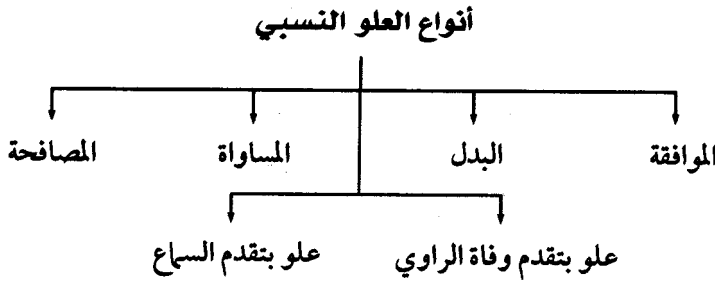 أنواع العلو النسبي
الموافقة البدل المساواة المصافحة
علو بتقدم وفاة الراوي علو بتقدم السماع